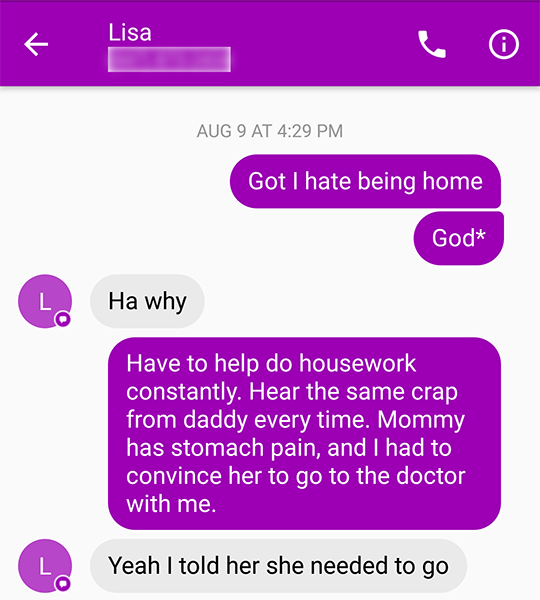 Lisa
AUG 9 AT 4:29 PM
Got I hate being home
God*
L
Ha why
Have to help do housework
constantly. Hear the same crap
from daddy every time. Mommy
has stomach pain, and I had to
convince her to go to the doctor
with me.
L
Yeah I told her she needed to go